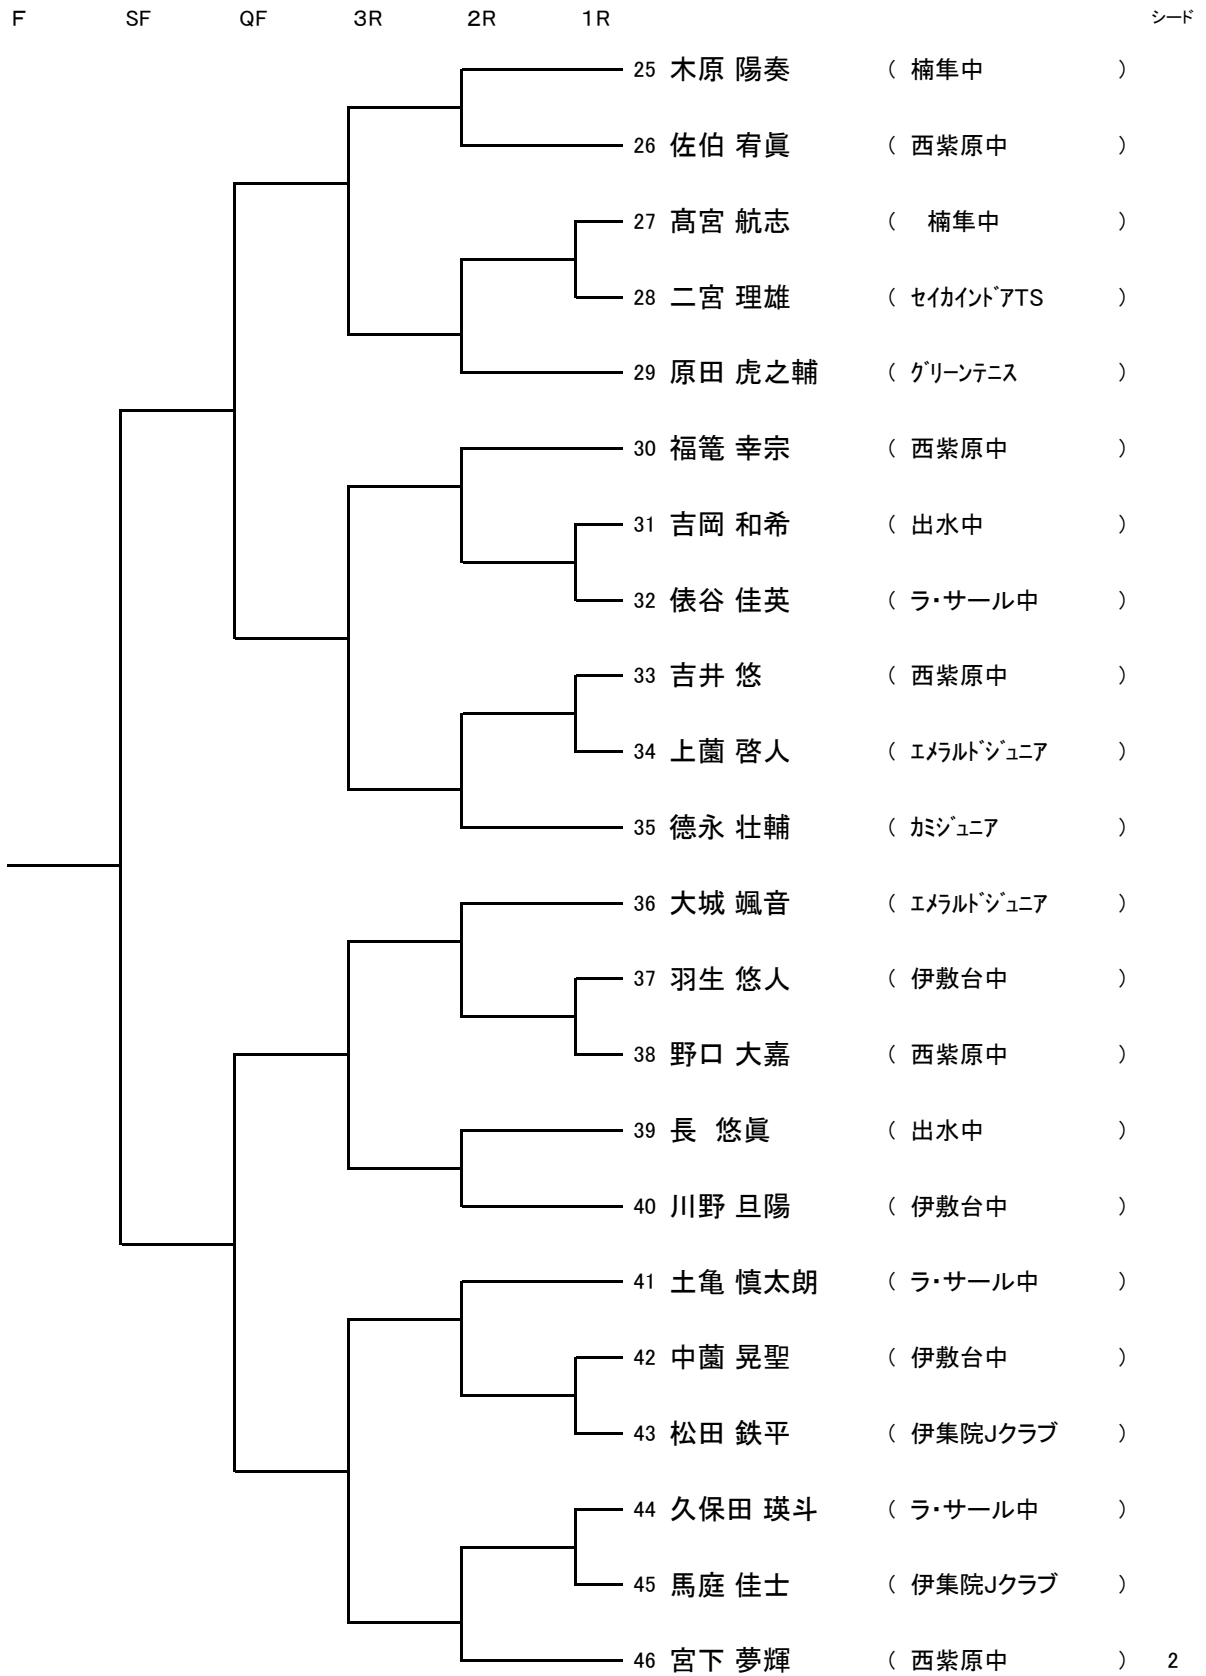 F SF QF 3R 2R 1R シード
25 木原 陽奏 ( 楠隼中 )
26 佐伯 宥眞 ( 西紫原中 )
27 髙宮 航志 ( 楠隼中 )
28 二宮 理雄 ( ｾｲｶｲﾝﾄﾞｱTS )
29 原田 虎之輔 ( ｸﾞﾘｰﾝﾃﾆｽ )
30 福篭 幸宗 ( 西紫原中 )
31 吉岡 和希 ( 出水中 )
32 俵谷 佳英 ( ラ・サール中 )
33 吉井 悠 ( 西紫原中 )
34 上薗 啓人 ( ｴﾒﾗﾙﾄﾞｼﾞｭﾆｱ )
35 德永 壮輔 ( ｶﾐｼﾞｭﾆｱ )
36 大城 颯音 ( ｴﾒﾗﾙﾄﾞｼﾞｭﾆｱ )
37 羽生 悠人 ( 伊敷台中 )
38 野口 大嘉 ( 西紫原中 )
39 長 悠眞 ( 出水中 )
40 川野 旦陽 ( 伊敷台中 )
41 土亀 慎太朗 ( ラ・サール中 )
42 中薗 晃聖 ( 伊敷台中 )
43 松田 鉄平 ( 伊集院Jクラブ )
44 久保田 瑛斗 ( ラ・サール中 )
45 馬庭 佳士 ( 伊集院Jクラブ )
46 宮下 夢輝 ( 西紫原中 ) 2